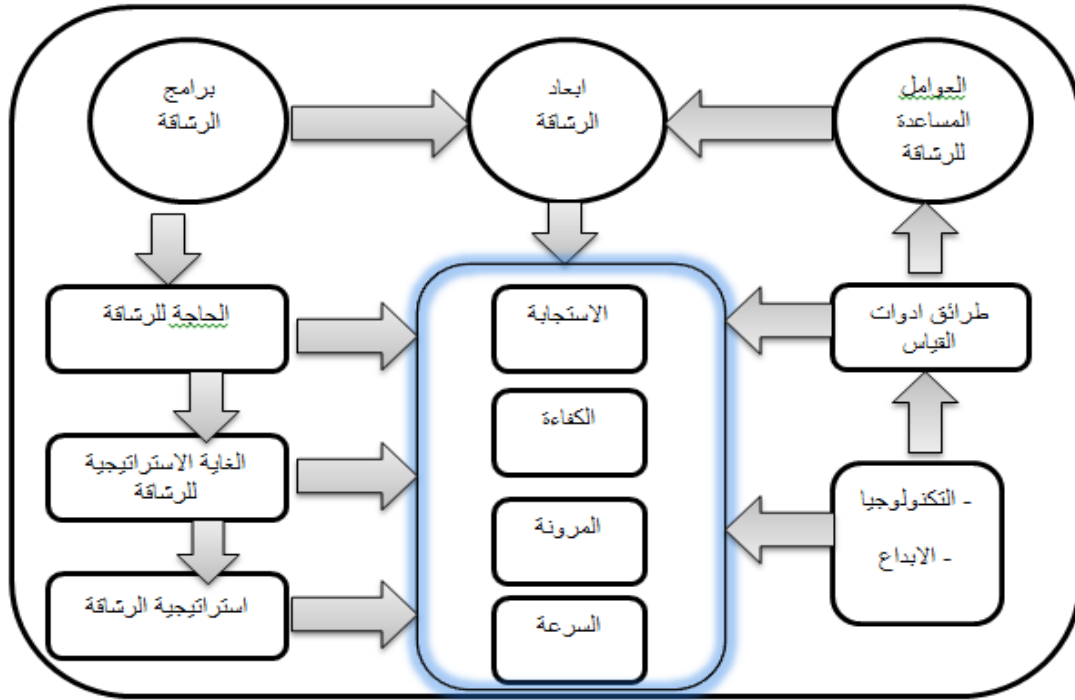 العوامل
المساعدة
للرشاقة
ابعاد
الرشاقة
برامج
الرشاقة
طرائق ادوات
القياس
- التكنولوجيا
- الابداع
الاستجابة
الكفاءة
المرونة
السرعة
الحاجة للرشاقة
الغاية الاستراتيجية
للرشاقة
استراتيجية الرشاقة